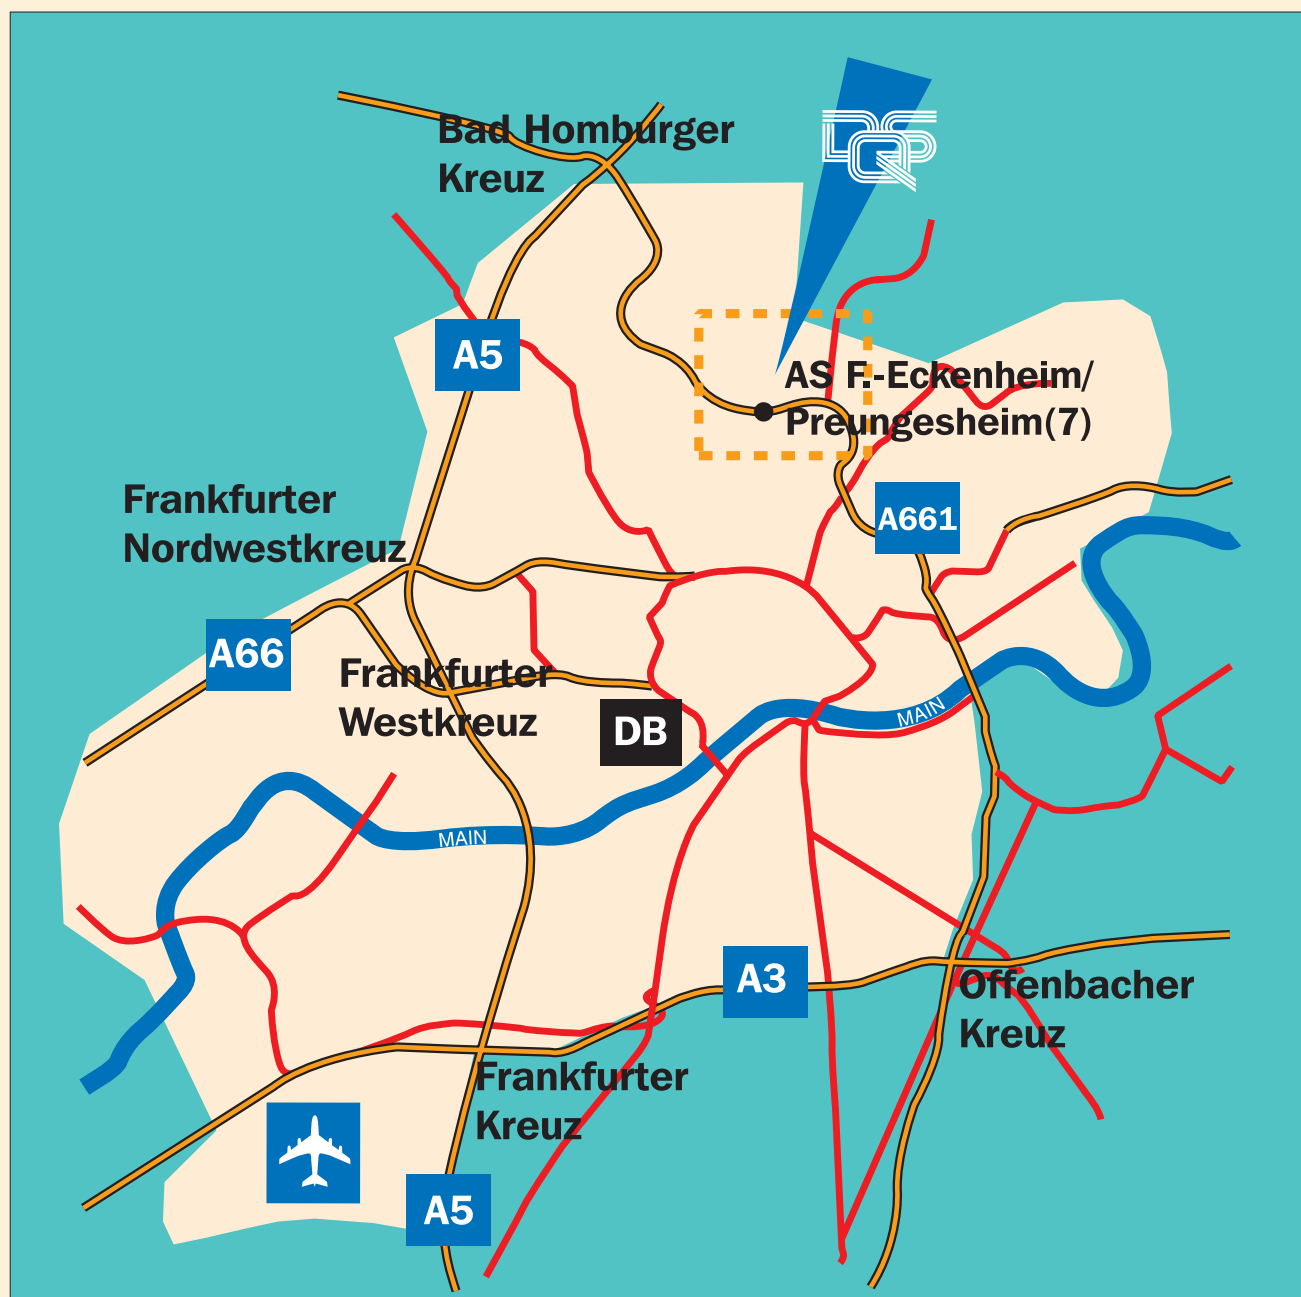 Bad Homburger
Kreuz
DGQP
A5
AS F.-Eckenheim/
Preungesheim(7)
Frankfurter
Nordwestkreuz
A661
A66
Frankfurter
Westkreuz
DB
MAIN
MAIN
A3
Offenbacher
Kreuz
Frankfurter
Kreuz
A5